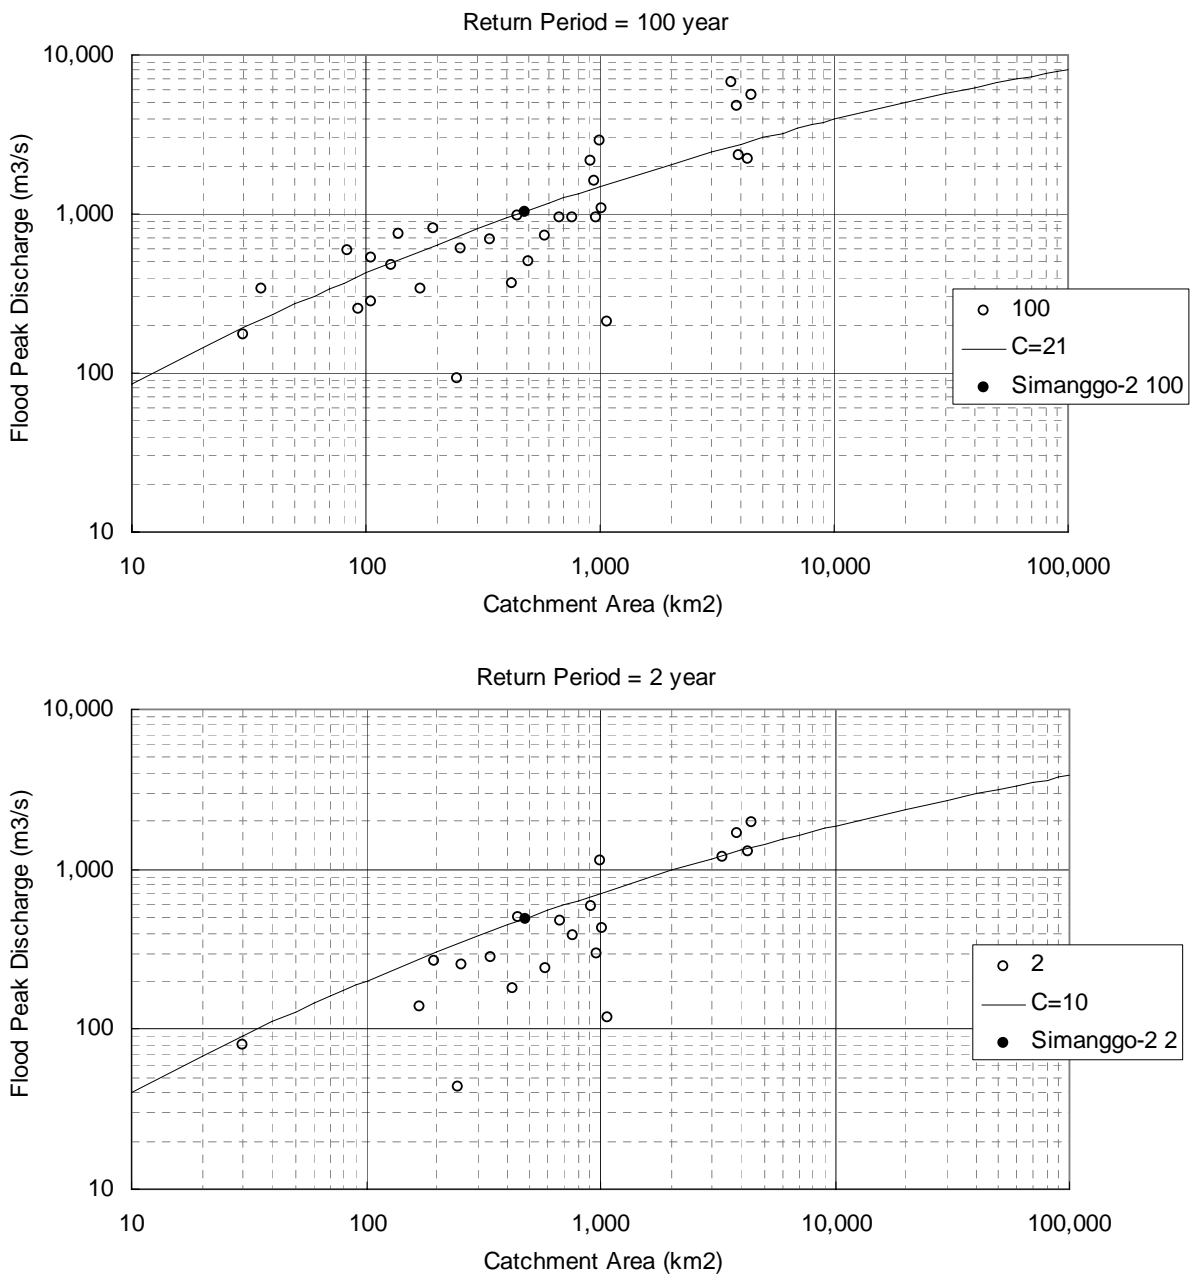 Return Period = 100 year
10,000
1,000
100
10
Flood Peak Discharge (m3/s)
10
100
1,000
10,000
100,000
Catchment Area (km2)
100
C=21
Simanggo-2 100
Return Period = 2 year
10,000
1,000
100
10
Flood Peak Discharge (m3/s)
10
100
1,000
10,000
100,000
Catchment Area (km2)
2
C=10
Simanggo-2 2